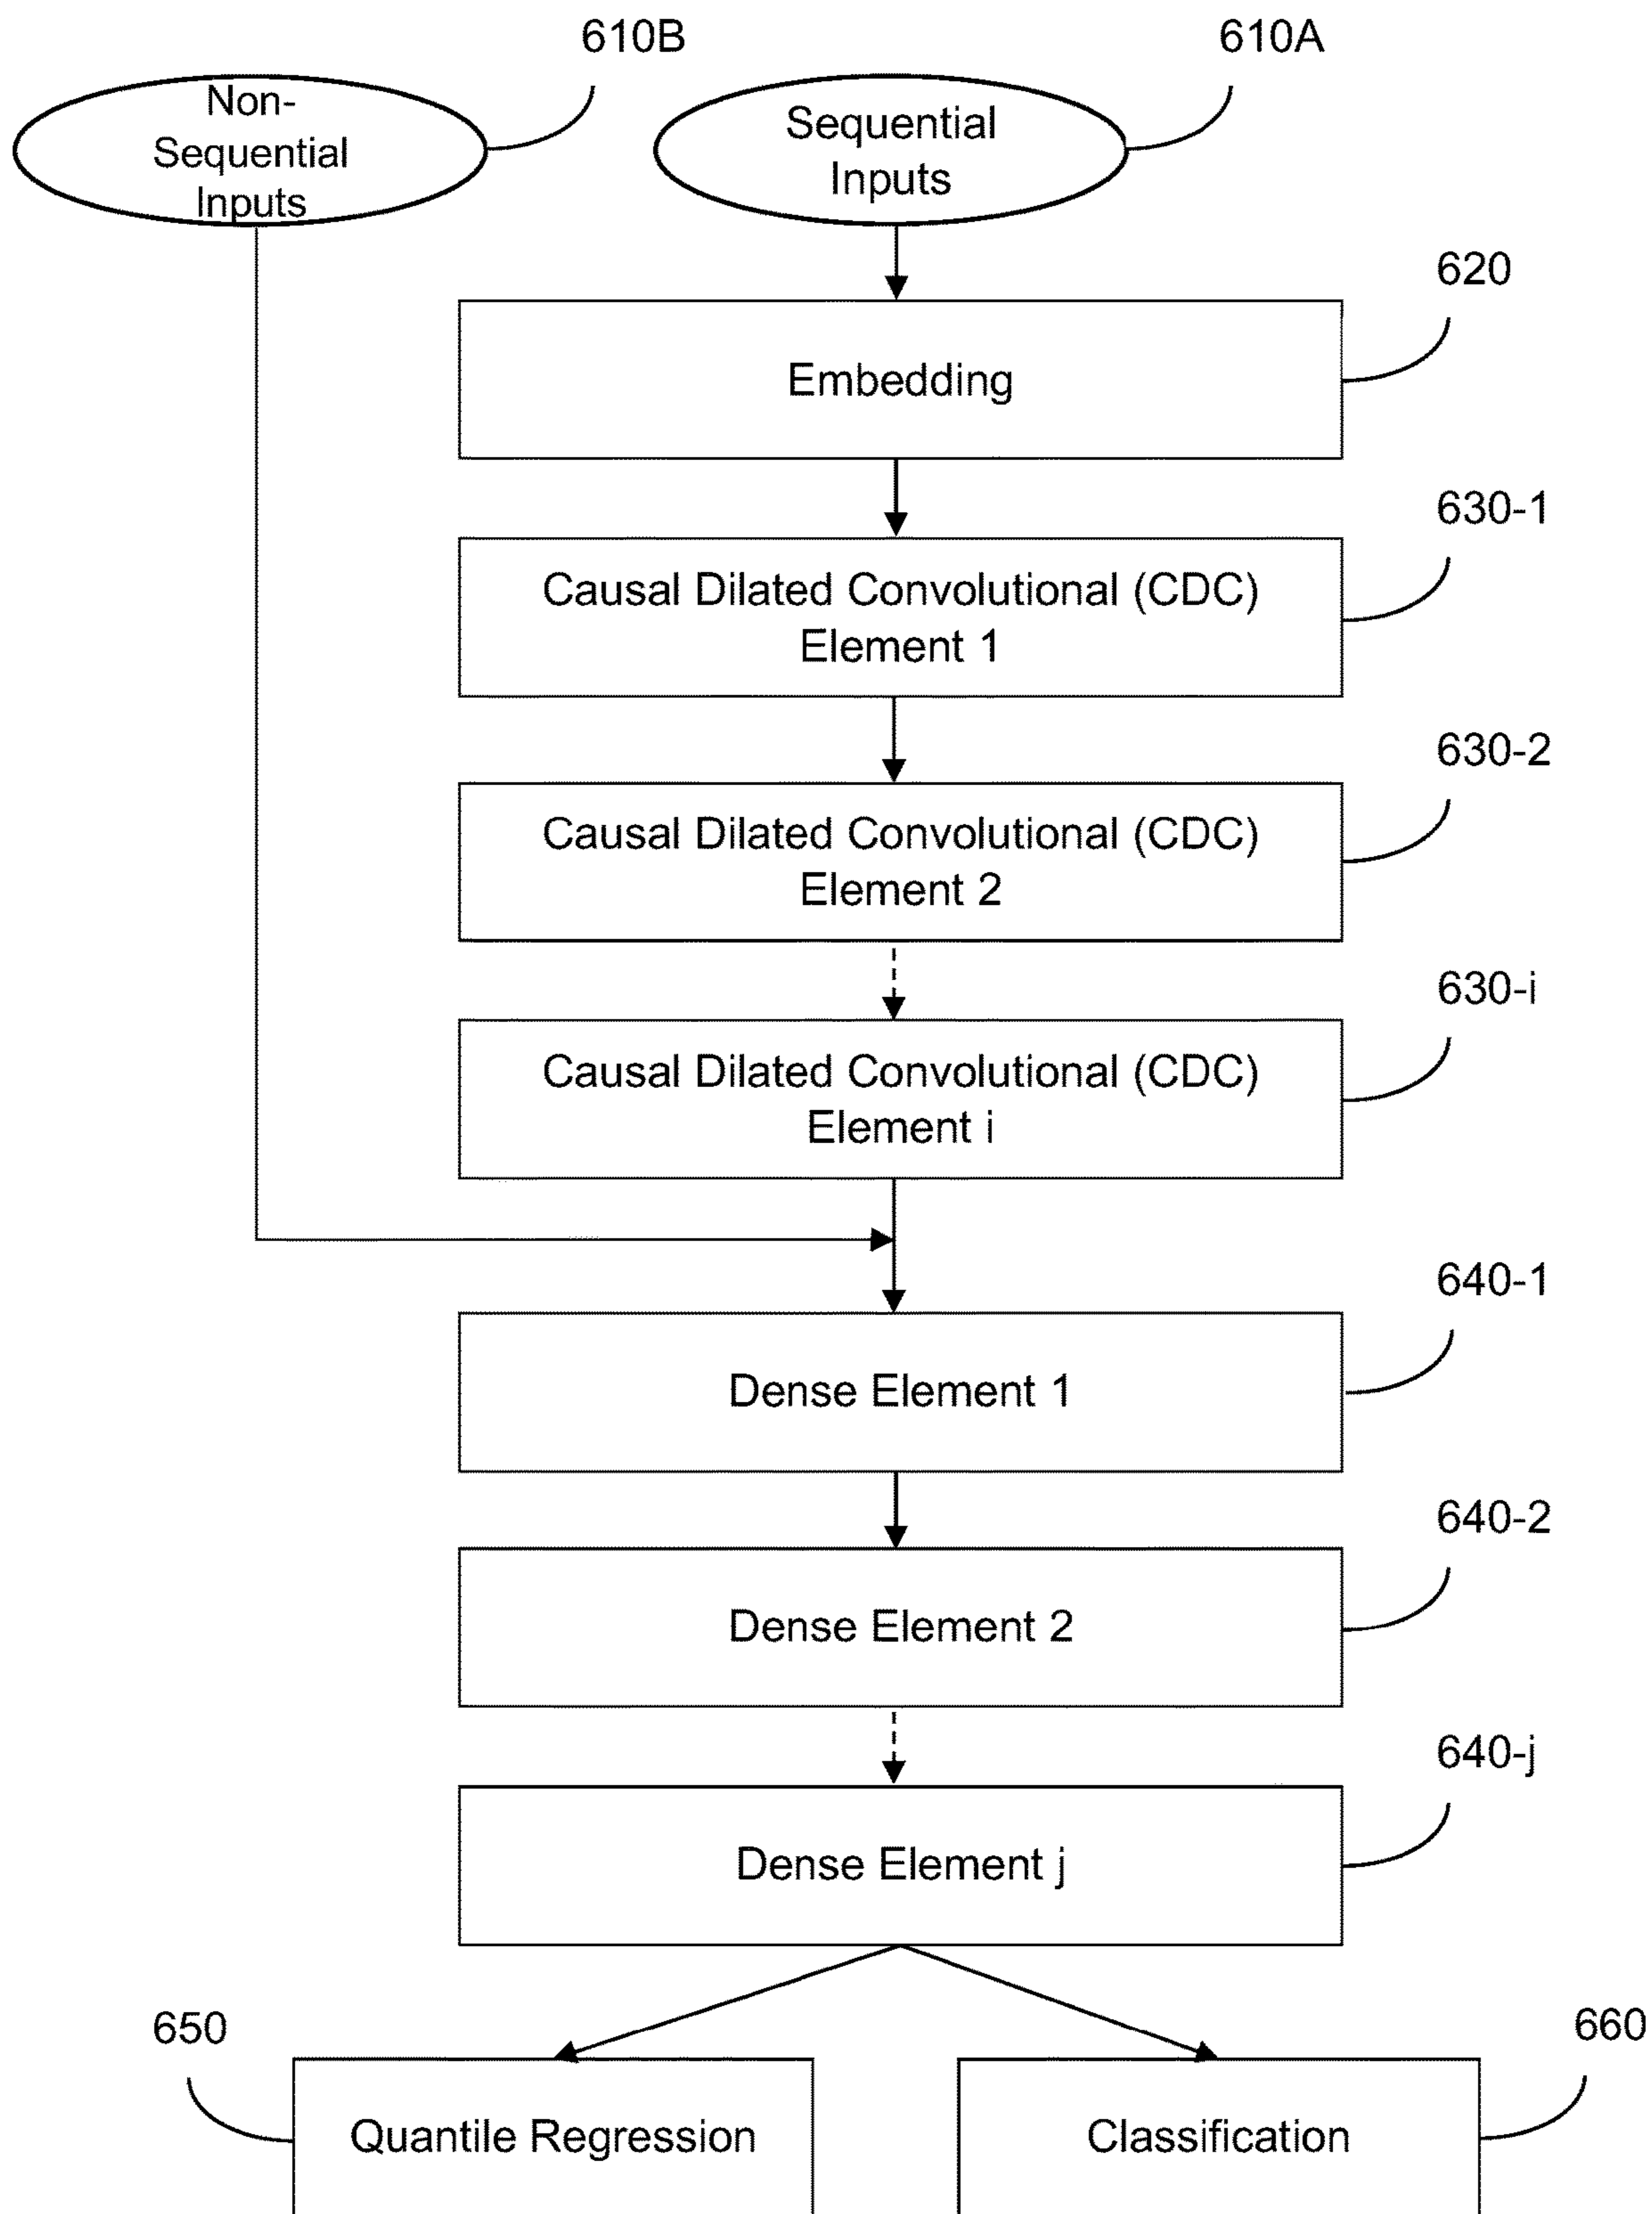 610B
610A
Non-
Sequential
Inputs
Sequential
Inputs
620
Embedding
630-1
Causal Dilated Convolutional (CDC)
Element 1
630-2
Causal Dilated Convolutional (CDC)
Element 2
630-i
Causal Dilated Convolutional (CDC)
Element i
640-1
Dense Element 1
640-2
Dense Element 2
640-j
Dense Element j
650
660
Quantile Regression
Classification